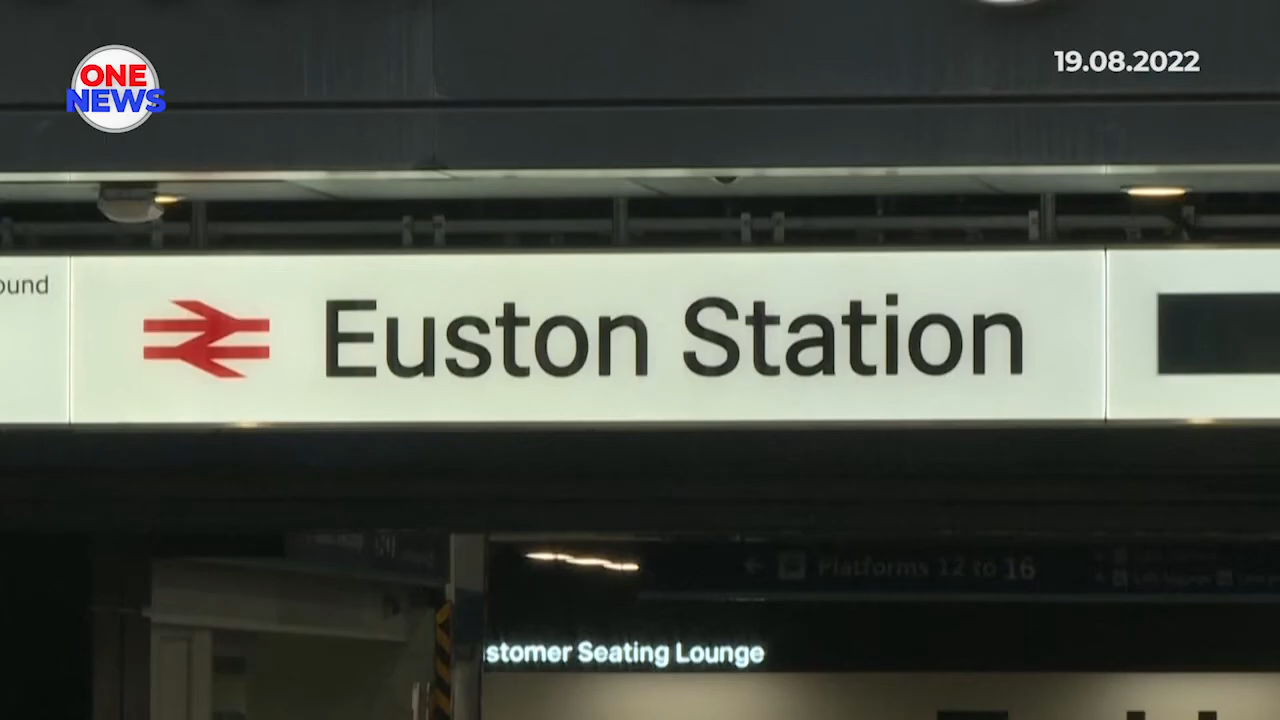 ONE
NEWS
19.08.2022
ound
Euston Station
Platforms 12 to 16
stomer Seating Lounge